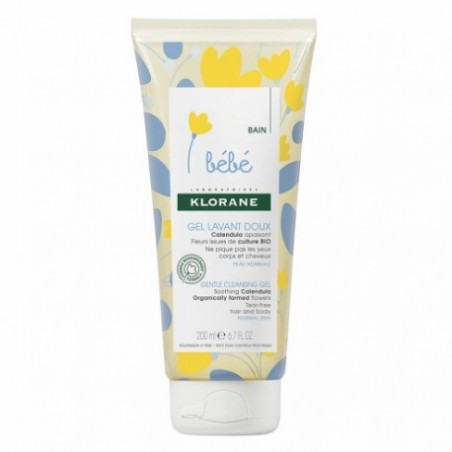 BAIN
bébé
LABORATOIRES
KLORANE
GEL LAVANT DOUX
Calendula apaisant
Fleurs issues de culture BIO
Ne pique pas les yeux
corps et cheveux
PEAU NORMALE
GENTLE CLEANSING GEL
Soothing Calendula
Organically farmed flowers
Tear-Free
hair and body
NORMAL SKIN
200 ml ℮ 6.7 FL.OZ.